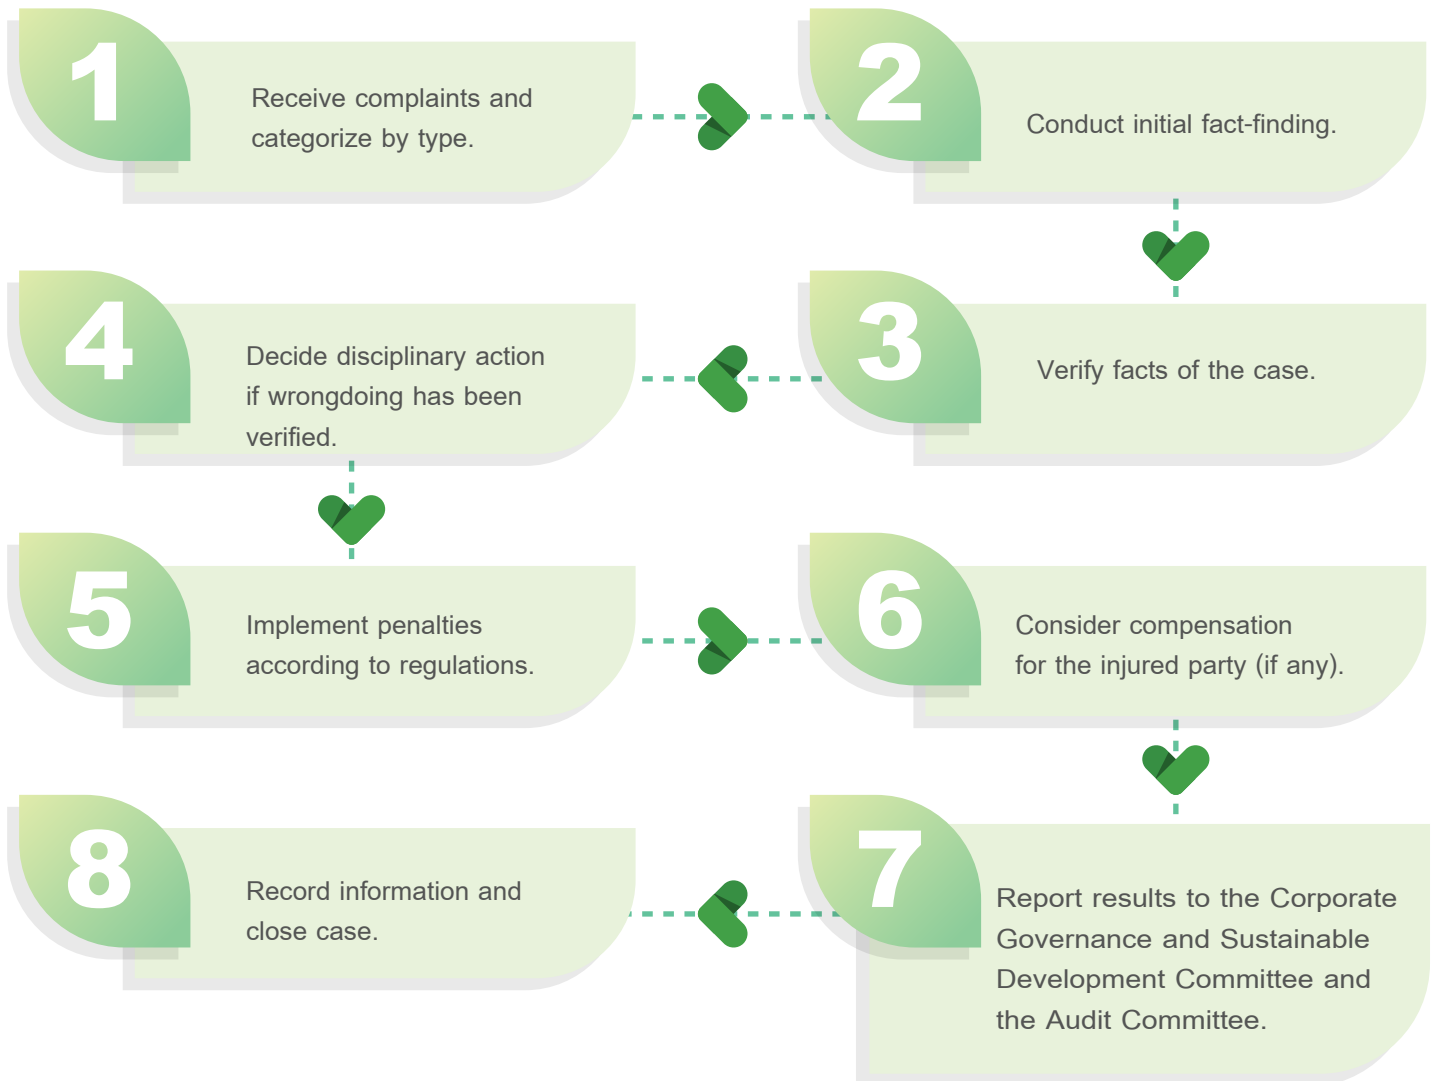 1
Receive complaints and
categorize by type.
2
Conduct initial fact-finding.
3
Verify facts of the case.
4
Decide disciplinary action
if wrongdoing has been
verified.
5
Implement penalties
according to regulations.
6
Consider compensation
for the injured party (if any).
7
Report results to the Corporate
Governance and Sustainable
Development Committee and
the Audit Committee.
8
Record information and
close case.